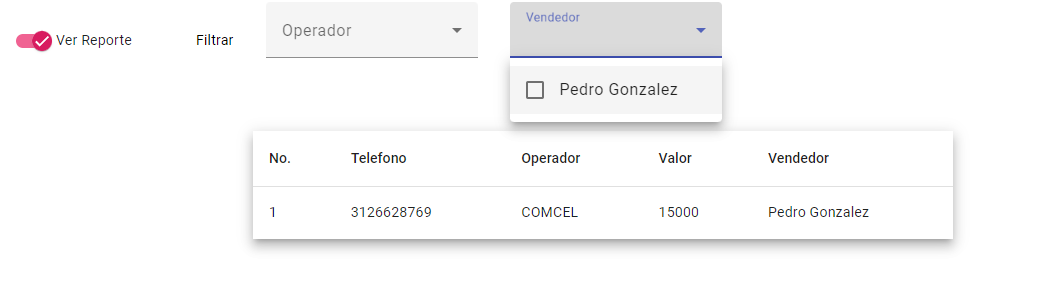 Ver Reporte Filtrar Operador Vendedor
Pedro Gonzalez
No. Telefono Operador Valor Vendedor
1 3126628769 COMCEL 15000 Pedro Gonzalez